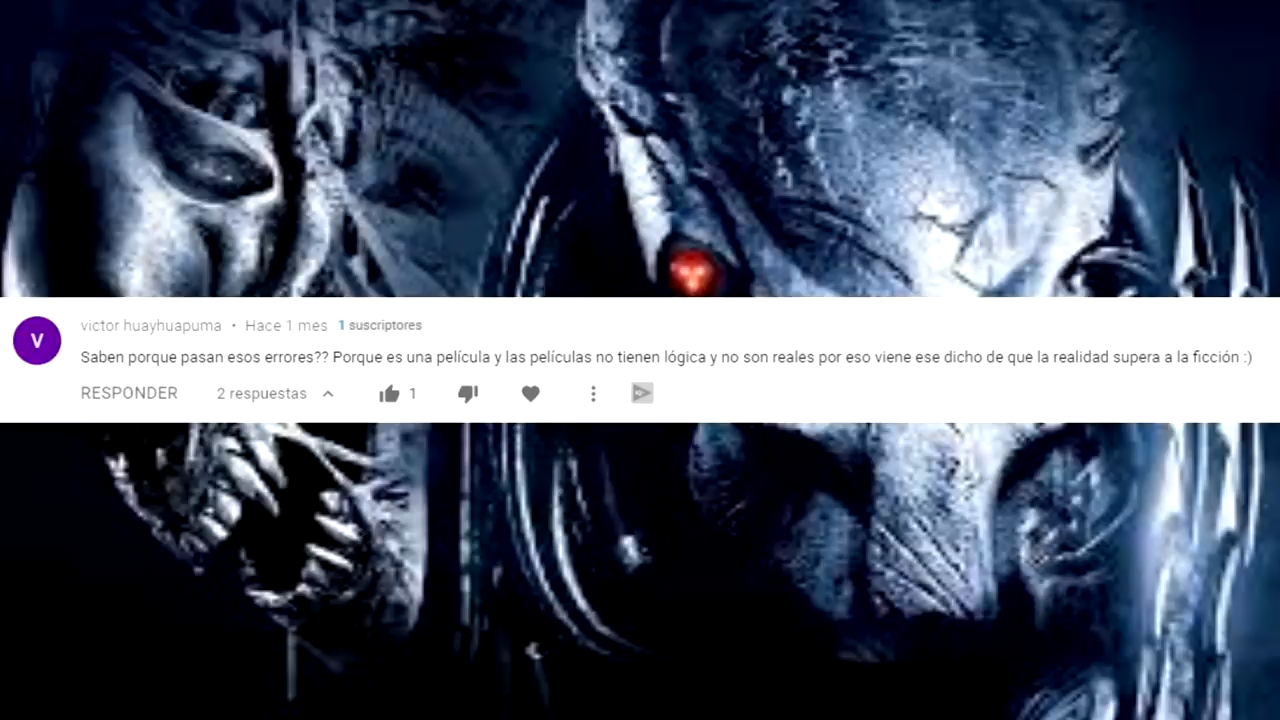 V
victor huayhuapuma • Hace 1 mes 1 suscriptores
Saben porque pasan esos errores?? Porque es una película y las películas no tienen lógica y no son reales por eso viene ese dicho de que la realidad supera a la ficción :)
RESPONDER 2 respuestas 1